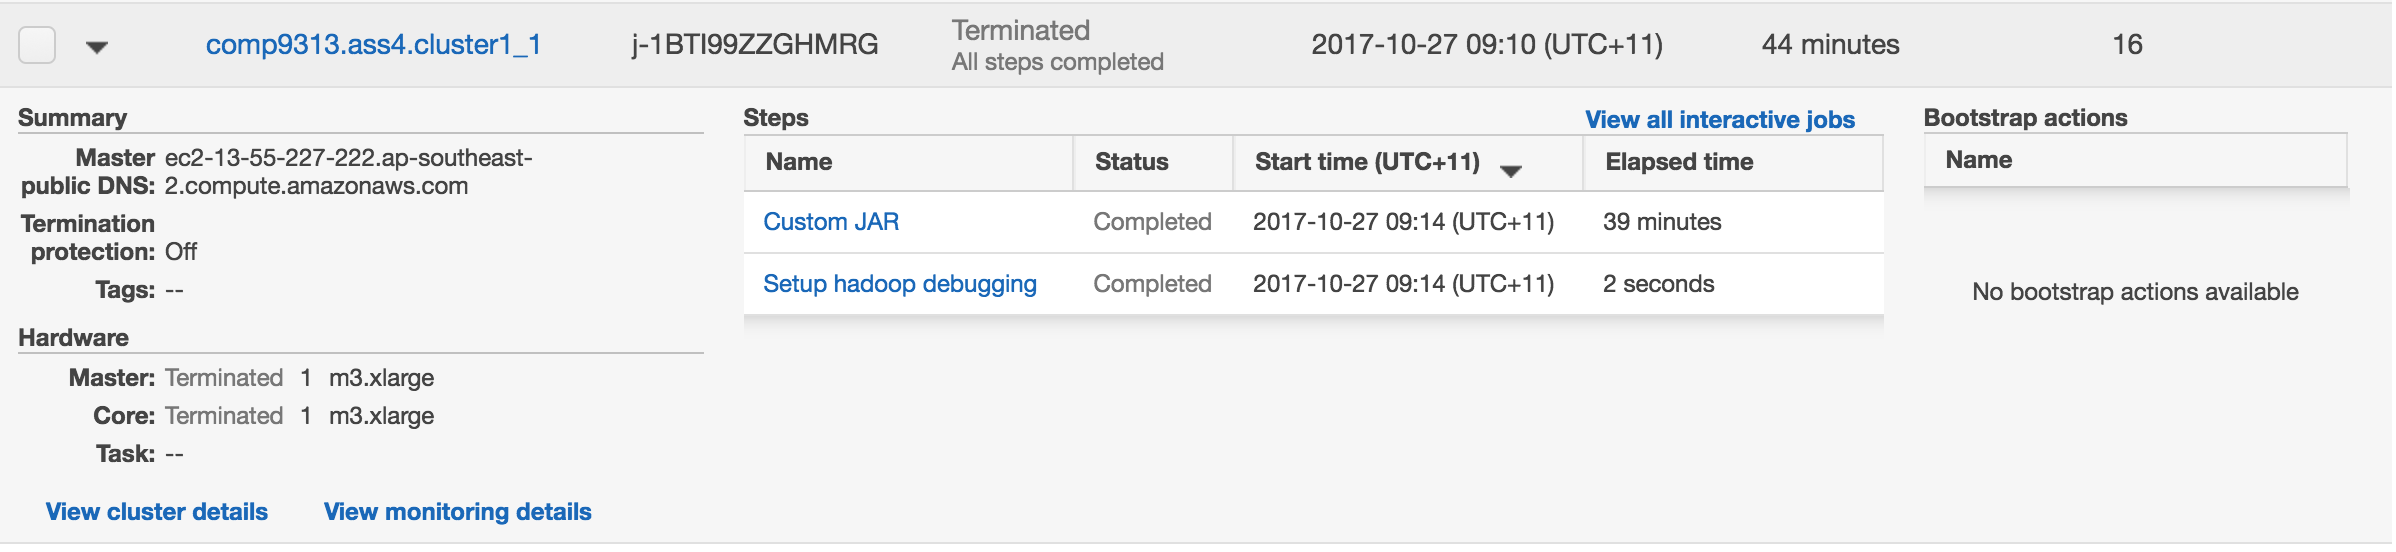 comp9313.ass4.cluster1_1 j-1BTI99ZZGHMRG Terminated 2017-10-27 09:10 (UTC+11) 44 minutes 16
All steps completed
Summary
Master public DNS: ec2-13-55-227-222.ap-southeast-
2.compute.amazonaws.com
Termination
protection: Off
Tags: --
Hardware
Master: Terminated 1 m3.xlarge
Core: Terminated 1 m3.xlarge
Task: --
View cluster details View monitoring details
Steps View all interactive jobs
Name Status Start time (UTC+11) Elapsed time
Custom JAR Completed 2017-10-27 09:14 (UTC+11) 39 minutes
Setup hadoop debugging Completed 2017-10-27 09:14 (UTC+11) 2 seconds
Bootstrap actions
Name
No bootstrap actions available